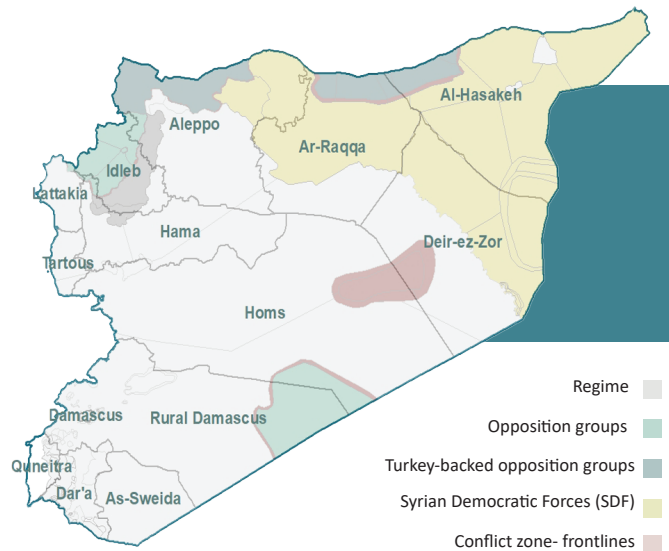 Al-Hasakeh
Aleppo
Ar-Raqqa
Idleb
Lattakia
Hama
Deir-ez-Zor
Tartous
Homs
Regime
Damascus
Rural Damascus
Opposition groups
Quneitra
Turkey-backed opposition groups
Dar'a
As-Sweida
Syrian Democratic Forces (SDF)
Conflict zone- frontlines